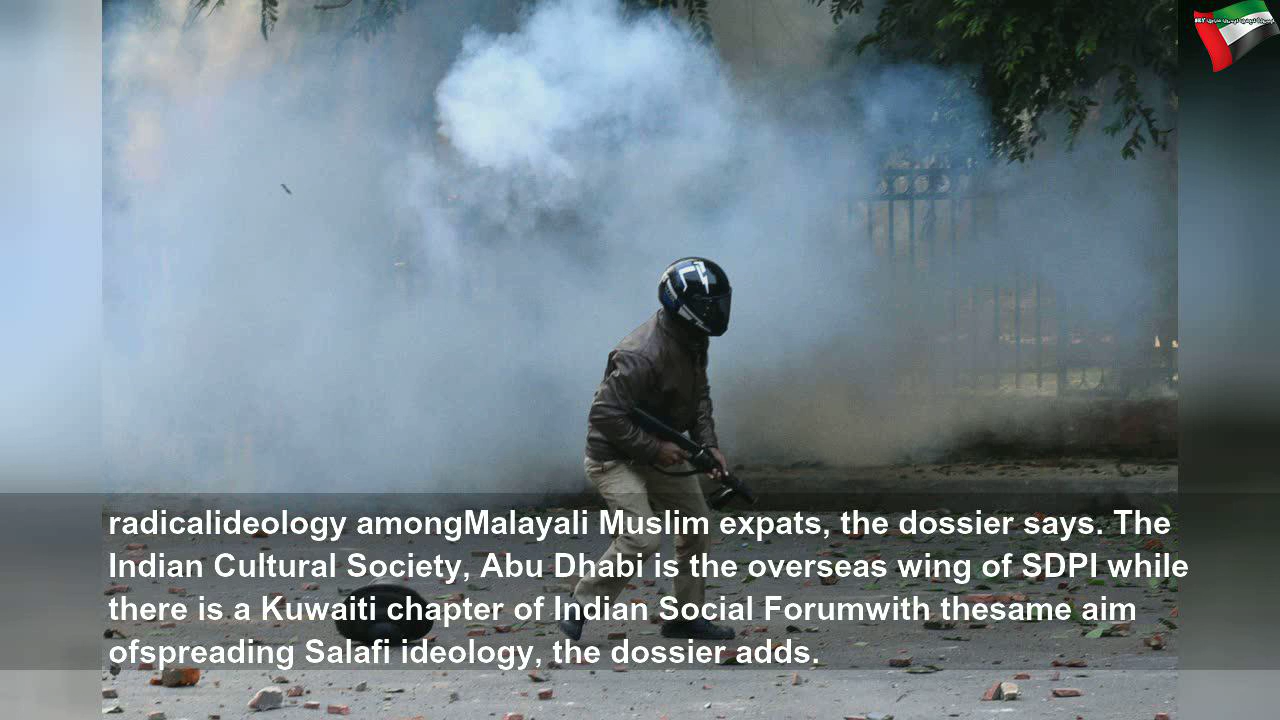 radicalideology amongMalayali Muslim expats, the dossier says. The
Indian Cultural Society, Abu Dhabi is the overseas wing of SDPI while
there is a Kuwaiti chapter of Indian Social Forumwith thesame aim
ofspreading Salafi ideology, the dossier adds.